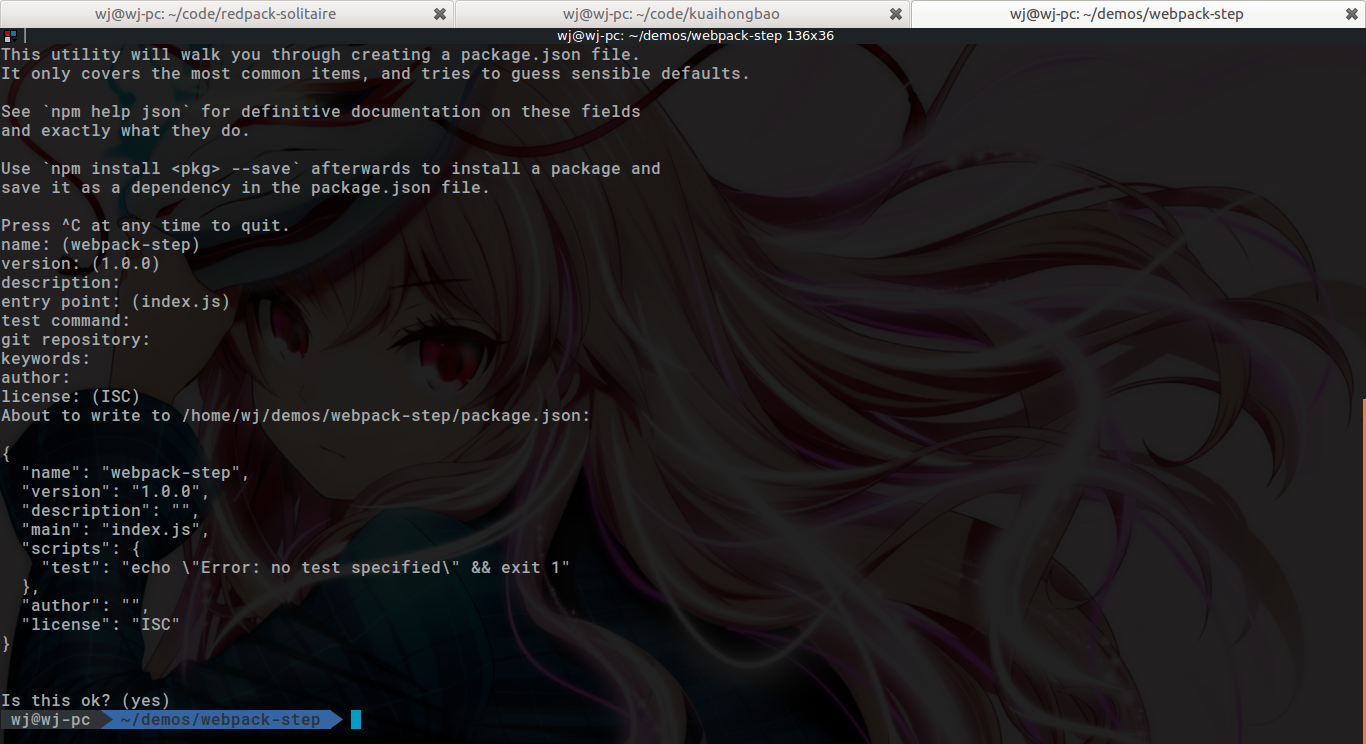 wj@wj-pc: ~/code/redpack-solitaire
wj@wj-pc: ~/code/kuaihongbao
wj@wj-pc: ~/demos/webpack-step
wj@wj-pc: ~/demos/webpack-step 136x36
This utility will walk you through creating a package.json file.
It only covers the most common items, and tries to guess sensible defaults.
See `npm help json` for definitive documentation on these fields
and exactly what they do.
Use `npm install <pkg> --save` afterwards to install a package and
save it as a dependency in the package.json file.
Press ^C at any time to quit.
name: (webpack-step)
version: (1.0.0)
description:
entry point: (index.js)
test command:
git repository:
keywords:
author:
license: (ISC)
About to write to /home/wj/demos/webpack-step/package.json:
{
  "name": "webpack-step",
  "version": "1.0.0",
  "description": "",
  "main": "index.js",
  "scripts": {
    "test": "echo \"Error: no test specified\" && exit 1"
  },
  "author": "",
  "license": "ISC"
}
Is this ok? (yes)
wj@wj-pc ~/demos/webpack-step